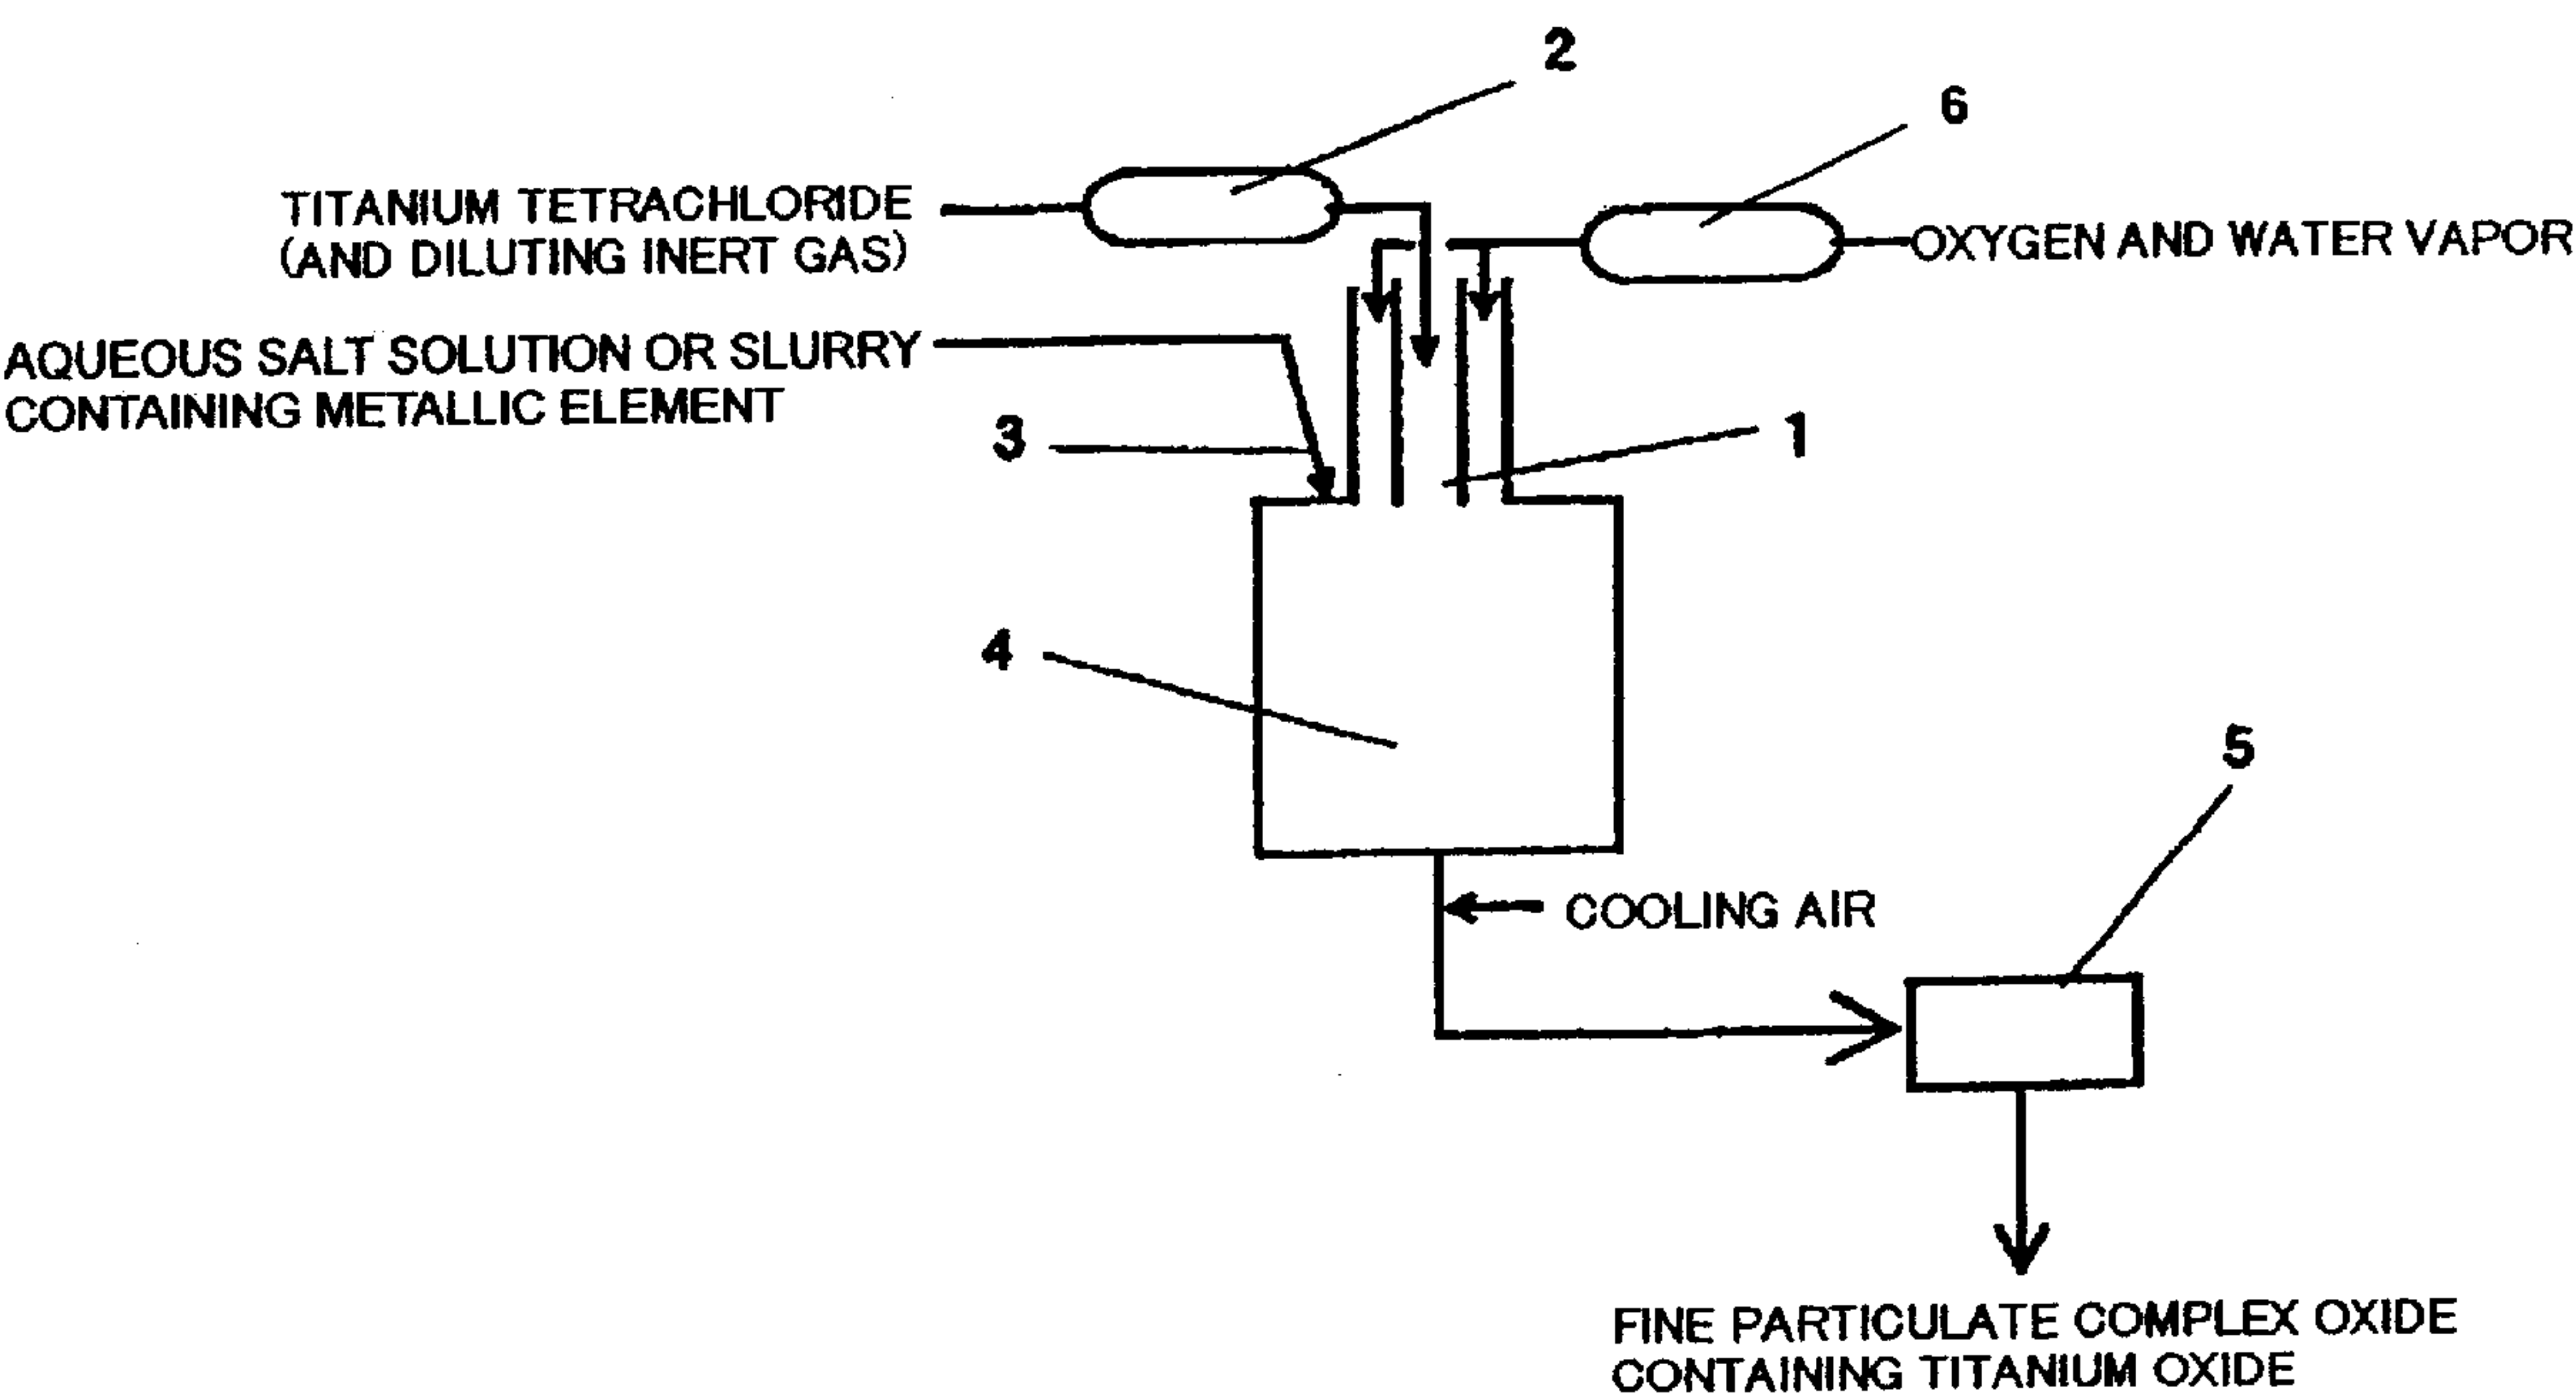 2
6
TITANIUM TETRACHLORIDE
(AND DILUTING INERT GAS)
OXYGEN AND WATER VAPOR
AQUEOUS SALT SOLUTION OR SLURRY
CONTAINING METALLIC ELEMENT
3
1
4
5
COOLING AIR
FINE PARTICULATE COMPLEX OXIDE
CONTAINING TITANIUM OXIDE